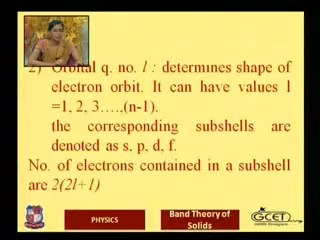 2) Orbital q. no. l : determines shape of
electron orbit. It can have values l
=1, 2, 3….,(n-1).
the corresponding subshells are
denoted as s, p, d, f.
No. of electrons contained in a subshell
are 2(2l+1)
PHYSICS
Band Theory of
Solids
GCET